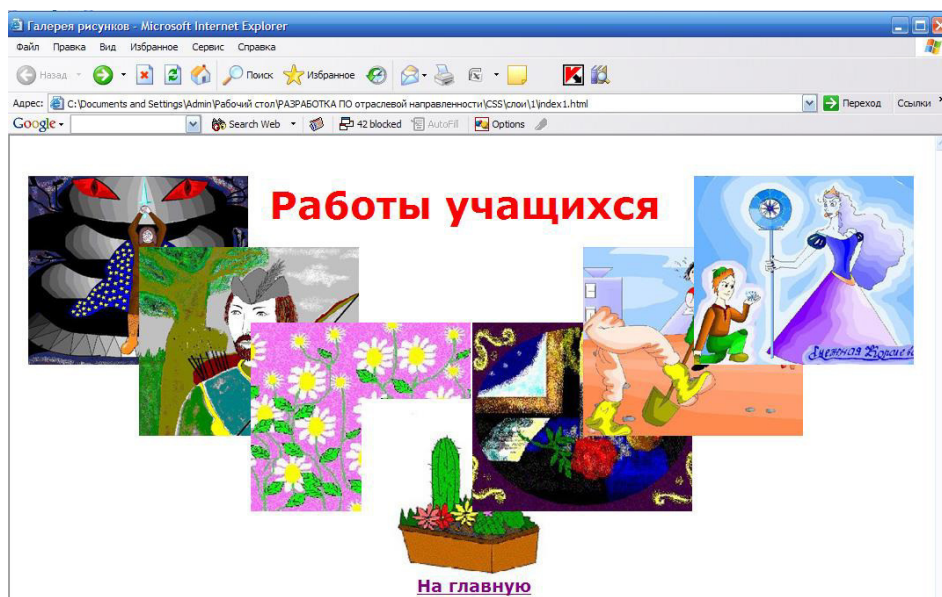 Галерея рисунков - Microsoft Internet Explorer
Файл Правка Вид Избранное Сервис Справка
Назад Поиск Избранное
Адрес: C:\Documents and Settings\Admin\Рабочий стол\РАЗРАБОТКА ПО отраслевой направленности\CSS\слои\1\index1.html Переход Ссылки »
Google Search Web 42 blocked AutoFill Options
Работы учащихся
Снежная Королева
На главную